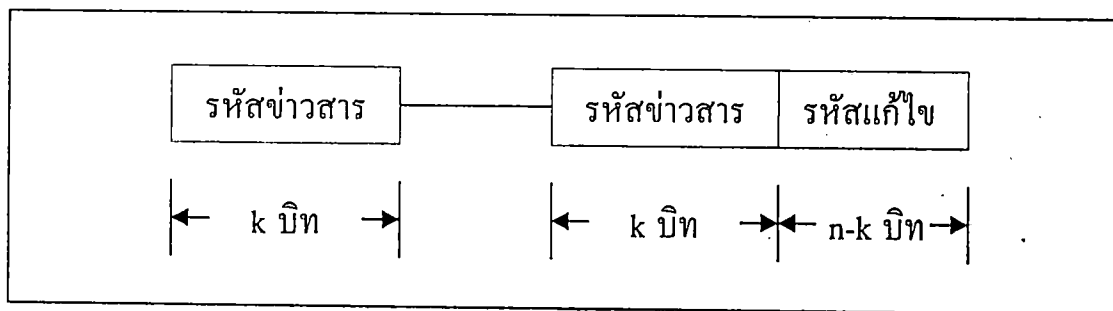 รหัสข่าวสาร รหัสข่าวสาร รหัสแก้ไข
k บิท k บิท n-k บิท